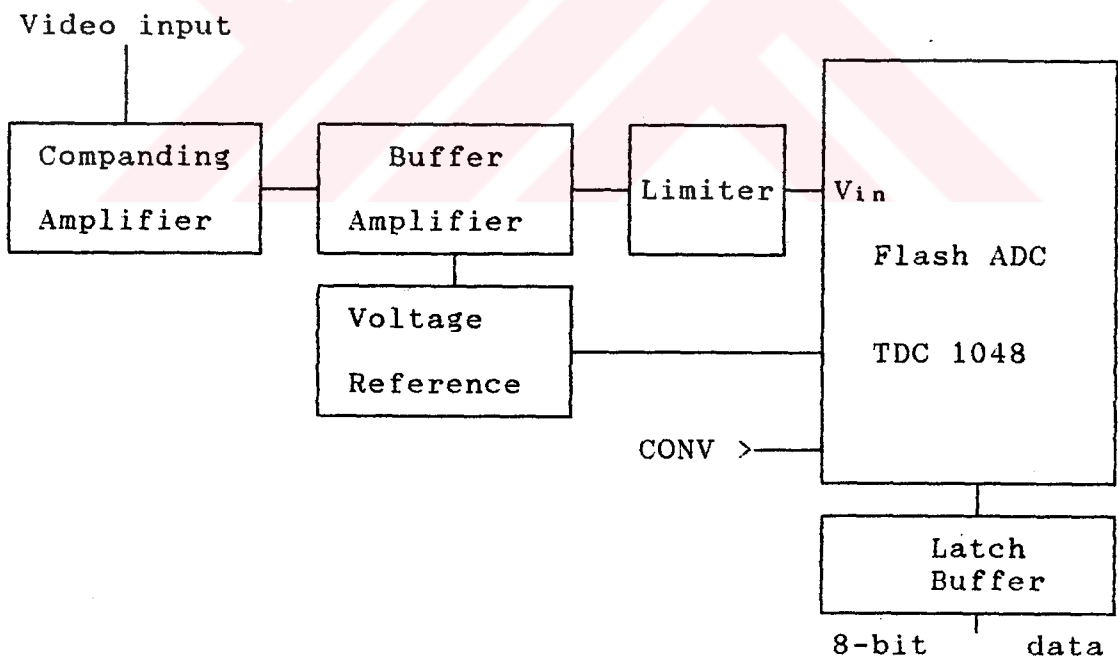 Video input
Companding
Amplifier
Buffer
Amplifier
Limiter
Vin
Flash ADC
TDC 1048
Voltage
Reference
CONV >
Latch
Buffer
8-bit data